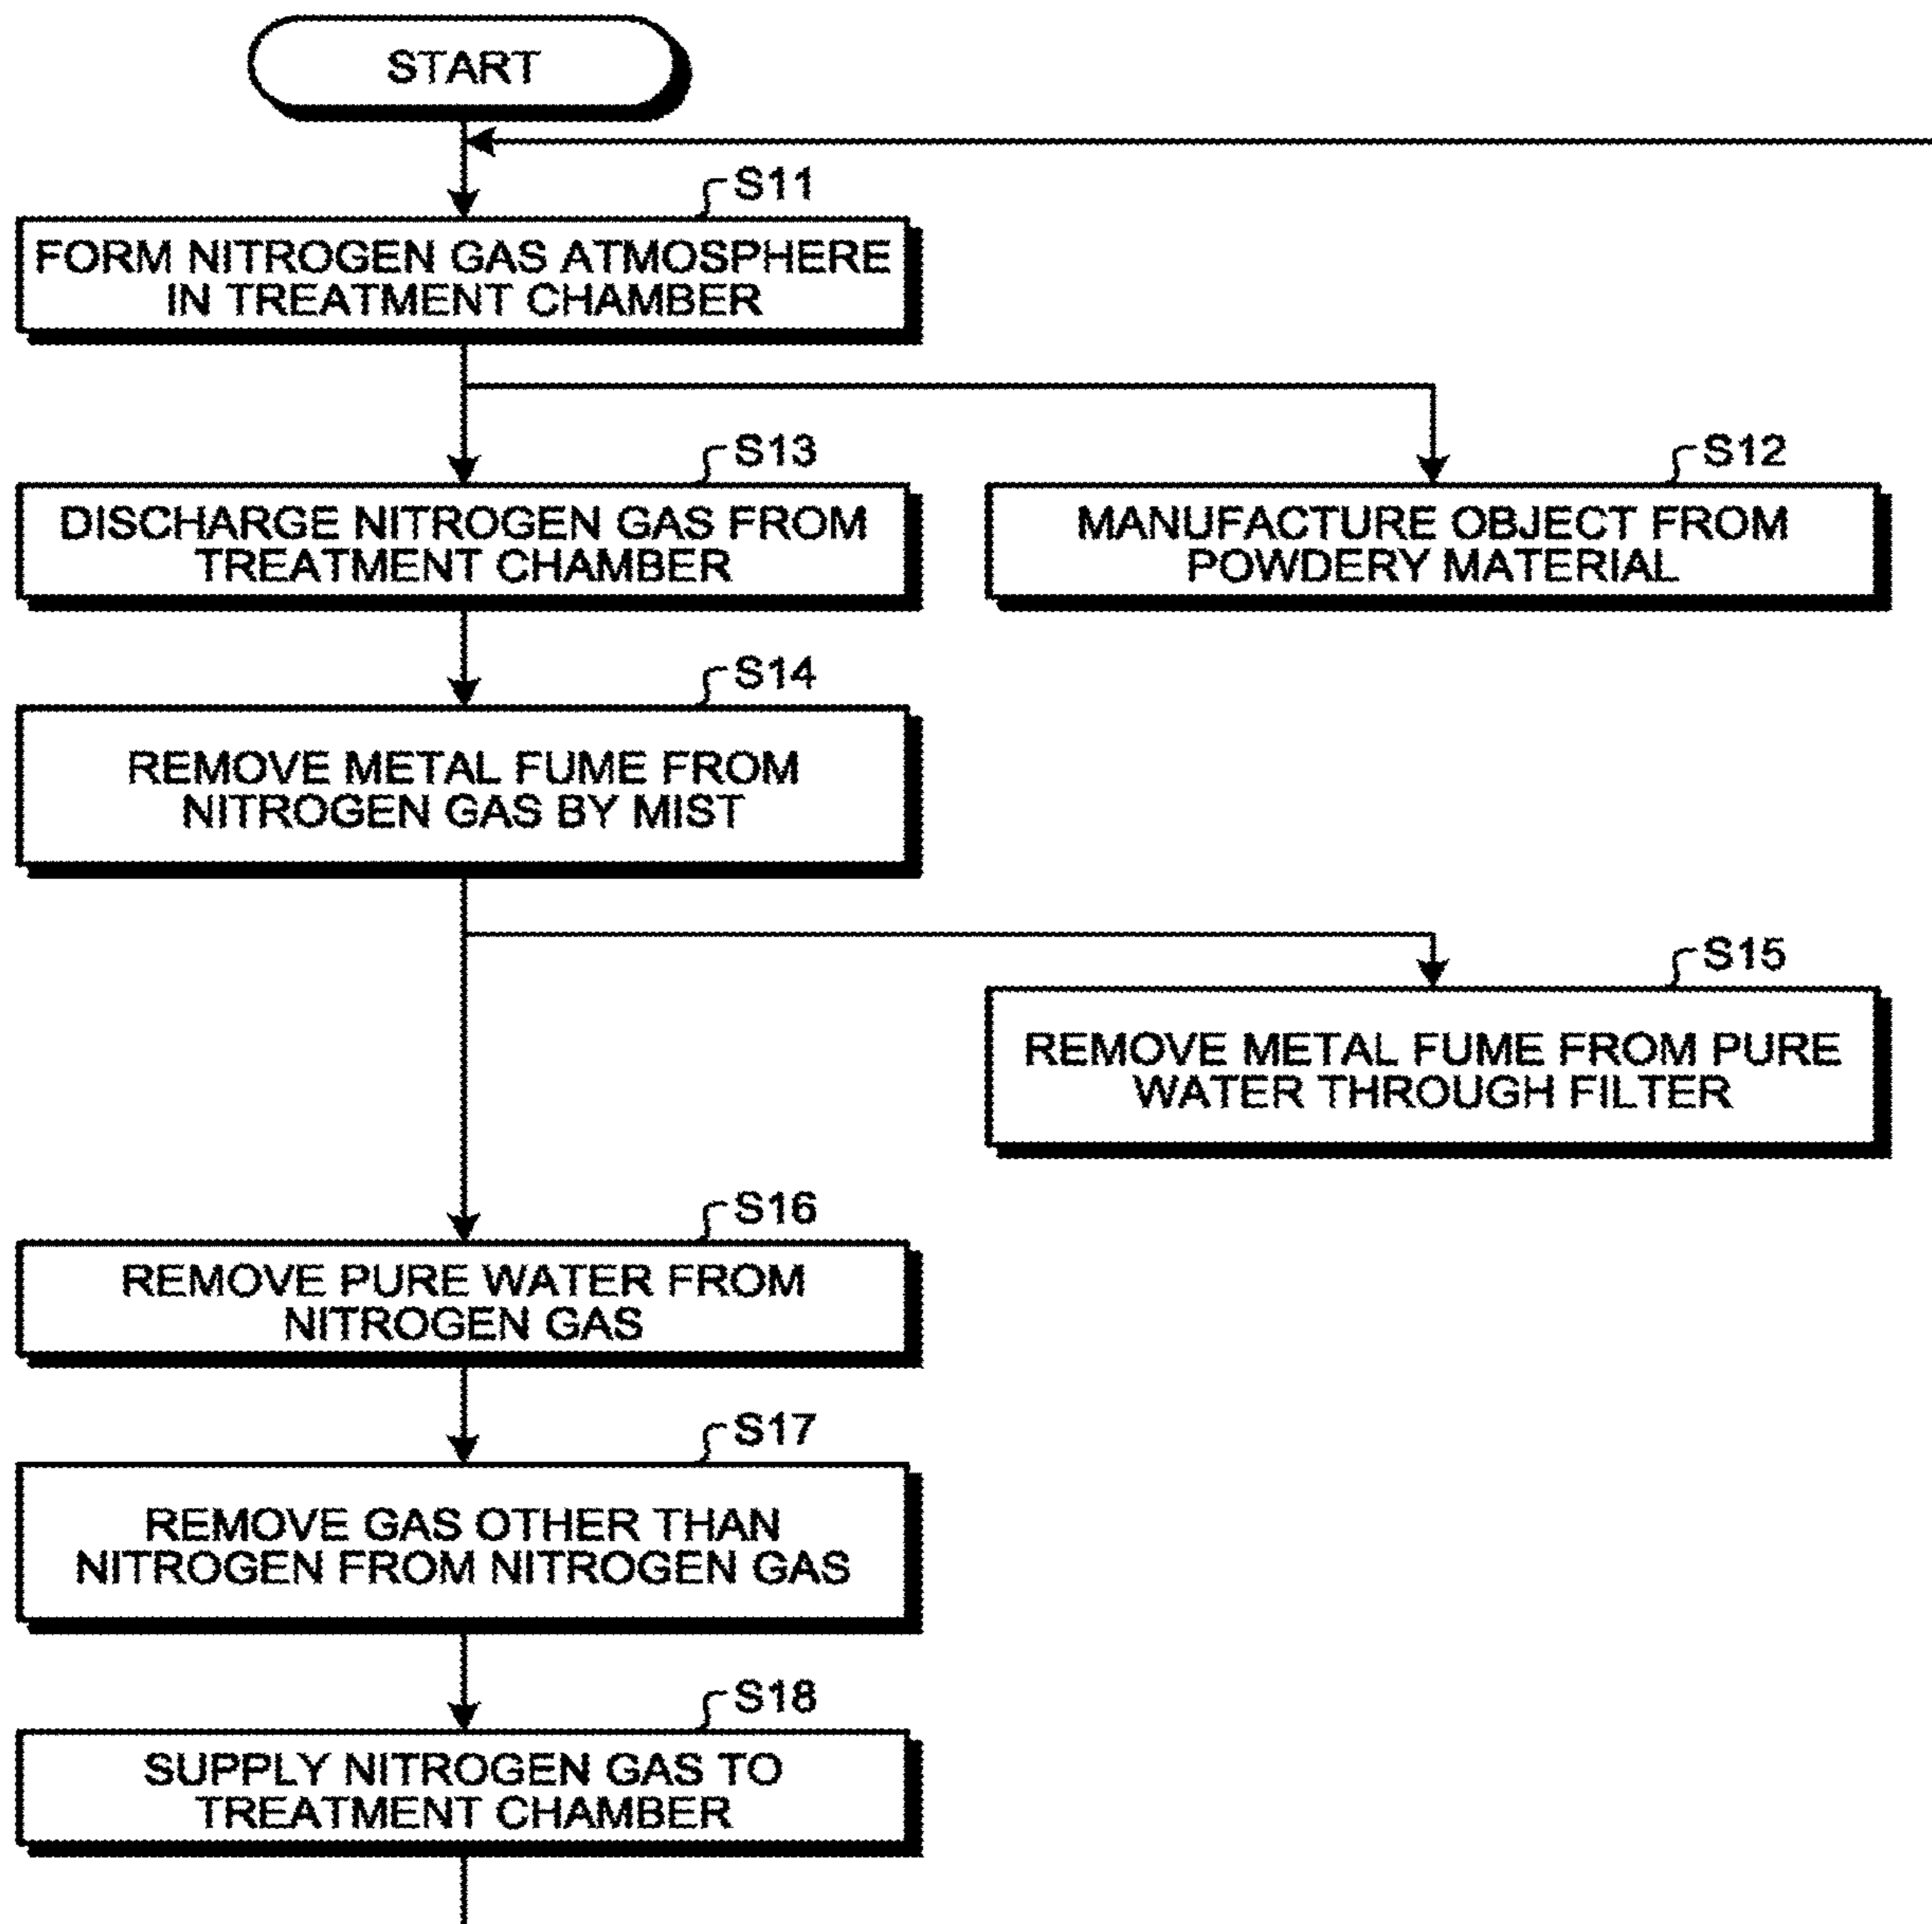 START
S11
FORM NITROGEN GAS ATMOSPHERE
IN TREATMENT CHAMBER
S13
DISCHARGE NITROGEN GAS FROM
TREATMENT CHAMBER
S12
MANUFACTURE OBJECT FROM
POWDERY MATERIAL
S14
REMOVE METAL FUME FROM
NITROGEN GAS BY MIST
S15
REMOVE METAL FUME FROM PURE
WATER THROUGH FILTER
S16
REMOVE PURE WATER FROM
NITROGEN GAS
S17
REMOVE GAS OTHER THAN
NITROGEN FROM NITROGEN GAS
S18
SUPPLY NITROGEN GAS TO
TREATMENT CHAMBER